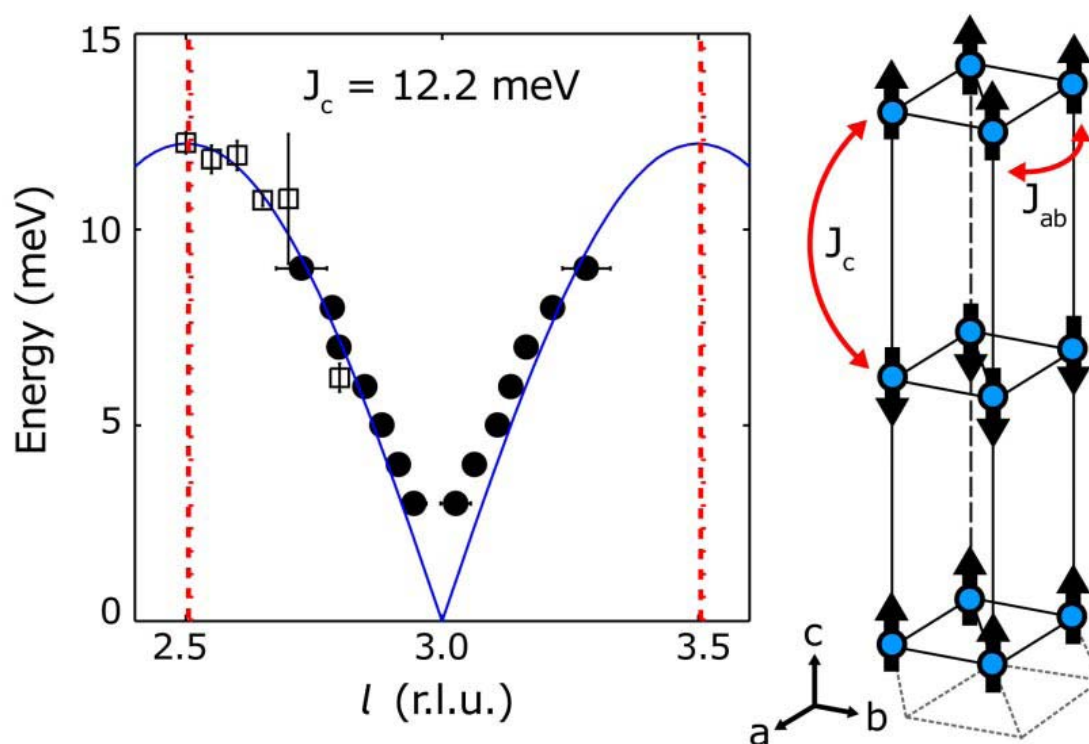 15
10
5
0
Energy (meV)
J_c = 12.2 meV
2.5
3.0
3.5
l (r.l.u.)
J_c
J_ab
c
a
b